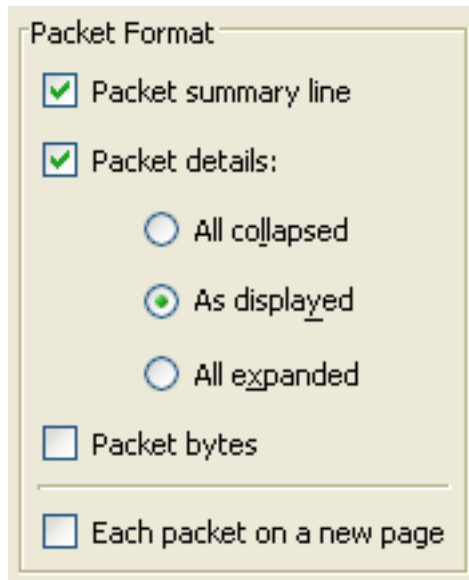 Packet Format
Packet summary line
Packet details:
All collapsed
As displayed
All expanded
Packet bytes
Each packet on a new page